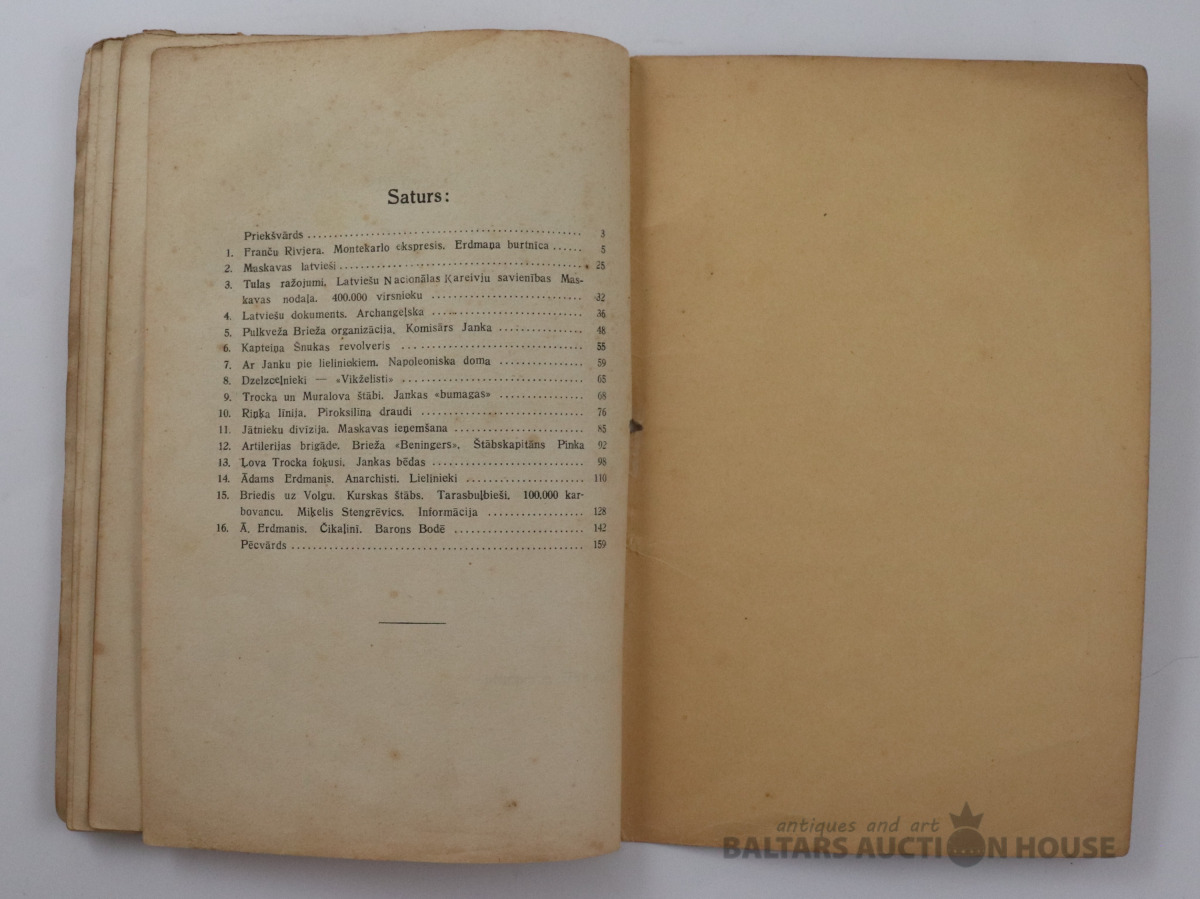 Saturs:
Priekšvārds ........ 3
1. Franču Rivjera. Montekarlo ekspresis. Erdmaņa burtnīca ...... 5
2. Maskavas latvieši ........ 25
3. Tulas ražojumi. Latviešu Nacionālas Kareivju savienības Mas-
kavas nodaļa. 400.000 virsnieku ........ 32
4. Latviešu dokuments. Archangeļska ........ 36
5. Pulkveža Brieža organizācija. Komisārs Janka ........ 48
6. Kapteiņa Šnukas revolveris ........ 55
7. Ar Janku pie lieliniekiem. Napoleoniska doma ........ 59
8. Dzelzceļnieki — «Vikželisti» ........ 65
9. Trocka un Muralova štābi. Jankas «bumagas» ........ 68
10. Riņķa līnija. Piroksilīna draudi ........ 76
11. Jātnieku divīzija. Maskavas ieņemšana ........ 85
12. Artilerijas brigāde. Brieža «Beningers». Štābskapitāns Pinka 92
13. Ļova Trocka fokusi. Jankas bēdas ........ 98
14. Ādams Erdmanis. Anarchisti. Lielinieki ........ 110
15. Briedis uz Volgu. Kurskas štābs. Tarasbuļbieši. 100.000 kar-
bovancu. Miķelis Stengrēvics. Informācija ........ 128
16. Ā. Erdmanis. Čikaļini. Barons Bodē ........ 142
Pēcvārds ........ 159
antiques and art
BALTARS AUCTION HOUSE